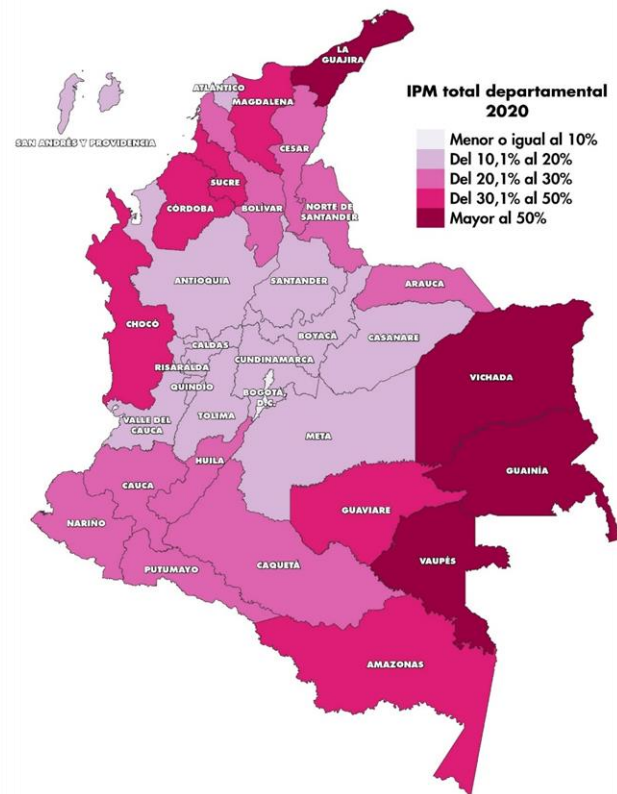 LA
GUAJIRA
ATLÁNTICO
MAGDALENA
IPM total departamental
2020
Menor o igual al 10%
Del 10,1% al 20%
Del 20,1% al 30%
Del 30,1% al 50%
Mayor al 50%
SAN ANDRÉS Y PROVIDENCIA
CESAR
SUCRE
CÓRDOBA
BOLÍVAR
NORTE DE
SANTANDER
ANTIOQUIA
SANTANDER
ARAUCA
CHOCÓ
BOYACÁ
CASANARE
CALDAS
CUNDINAMARCA
RISARALDA
VICHADA
QUINDÍO
BOGOTÁ,
D.C.
VALLE DEL
CAUCA
TOLIMA
META
HUILA
GUAINÍA
CAUCA
GUAVIARE
NARIÑO
VAUPÉS
CAQUETÁ
PUTUMAYO
AMAZONAS